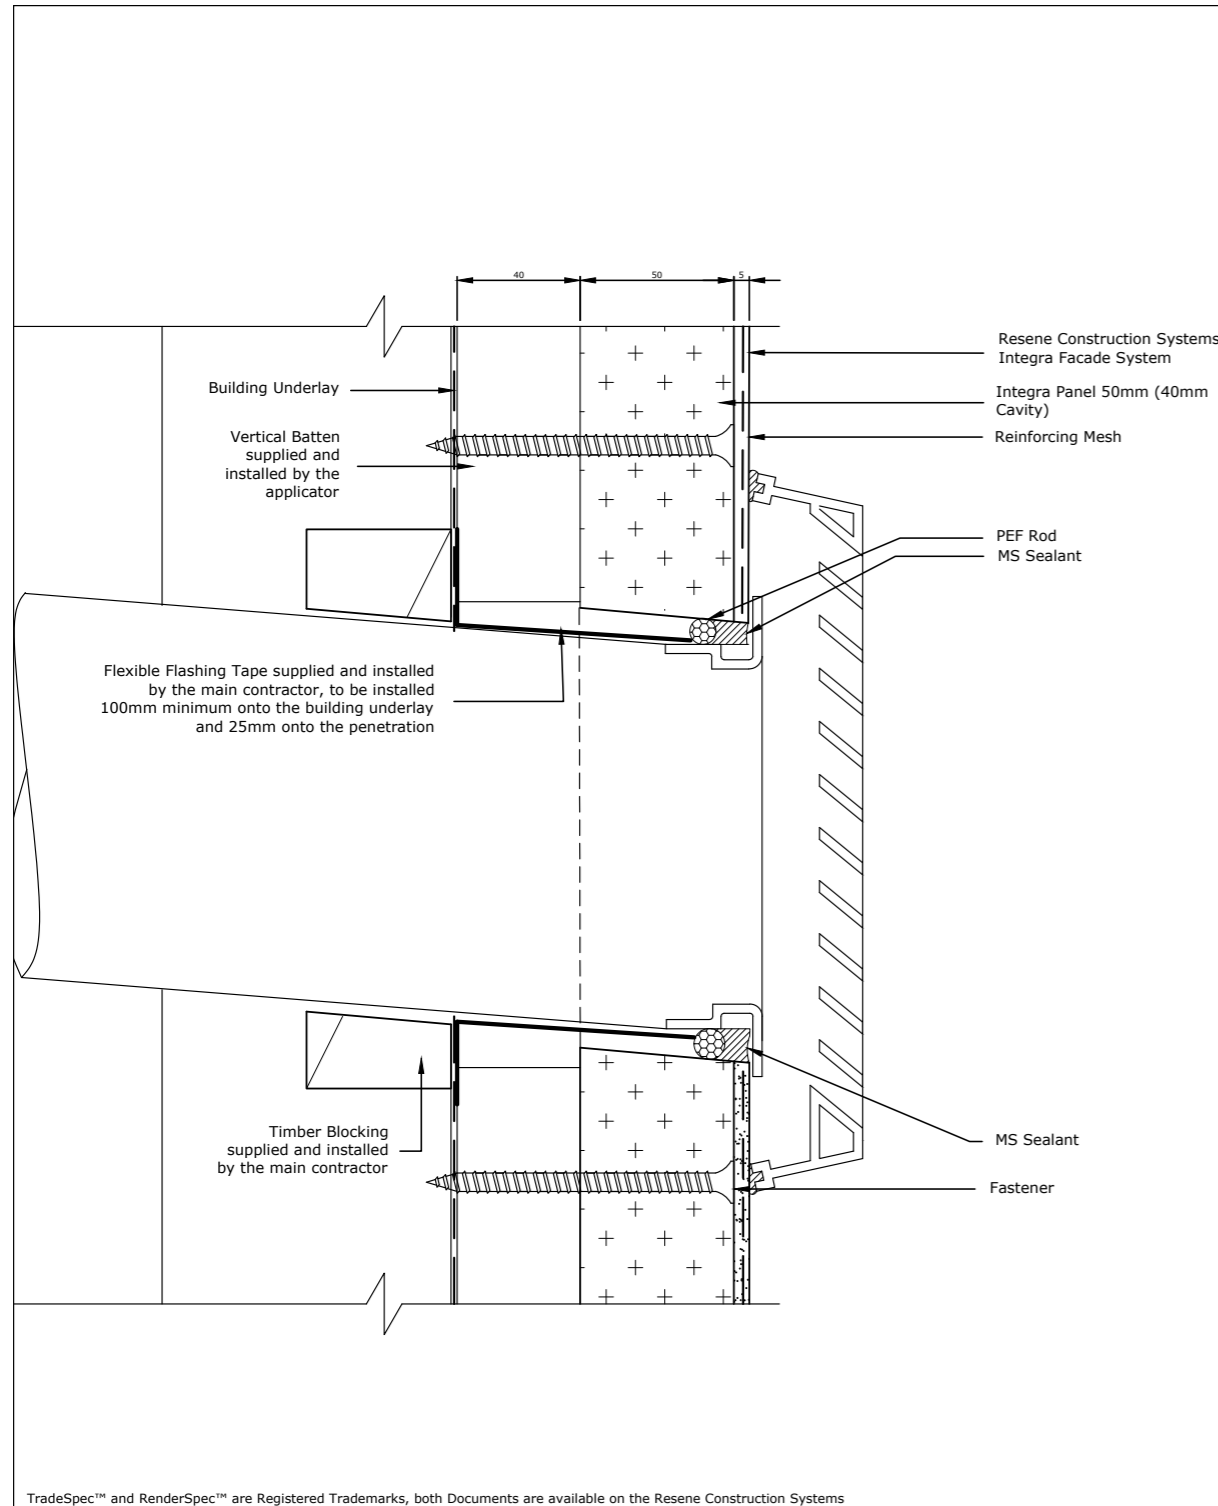 40
50
5
Resene Construction Systems
Integra Facade System
Building Underlay
Integra Panel 50mm (40mm
Cavity)
Vertical Batten
supplied and
installed by the
applicator
Reinforcing Mesh
PEF Rod
MS Sealant
Flexible Flashing Tape supplied and installed
by the main contractor, to be installed
100mm minimum onto the building underlay
and 25mm onto the penetration
Timber Blocking
supplied and installed
by the main contractor
MS Sealant
Fastener
TradeSpec™ and RenderSpec™ are Registered Trademarks, both Documents are available on the Resene Construction Systems